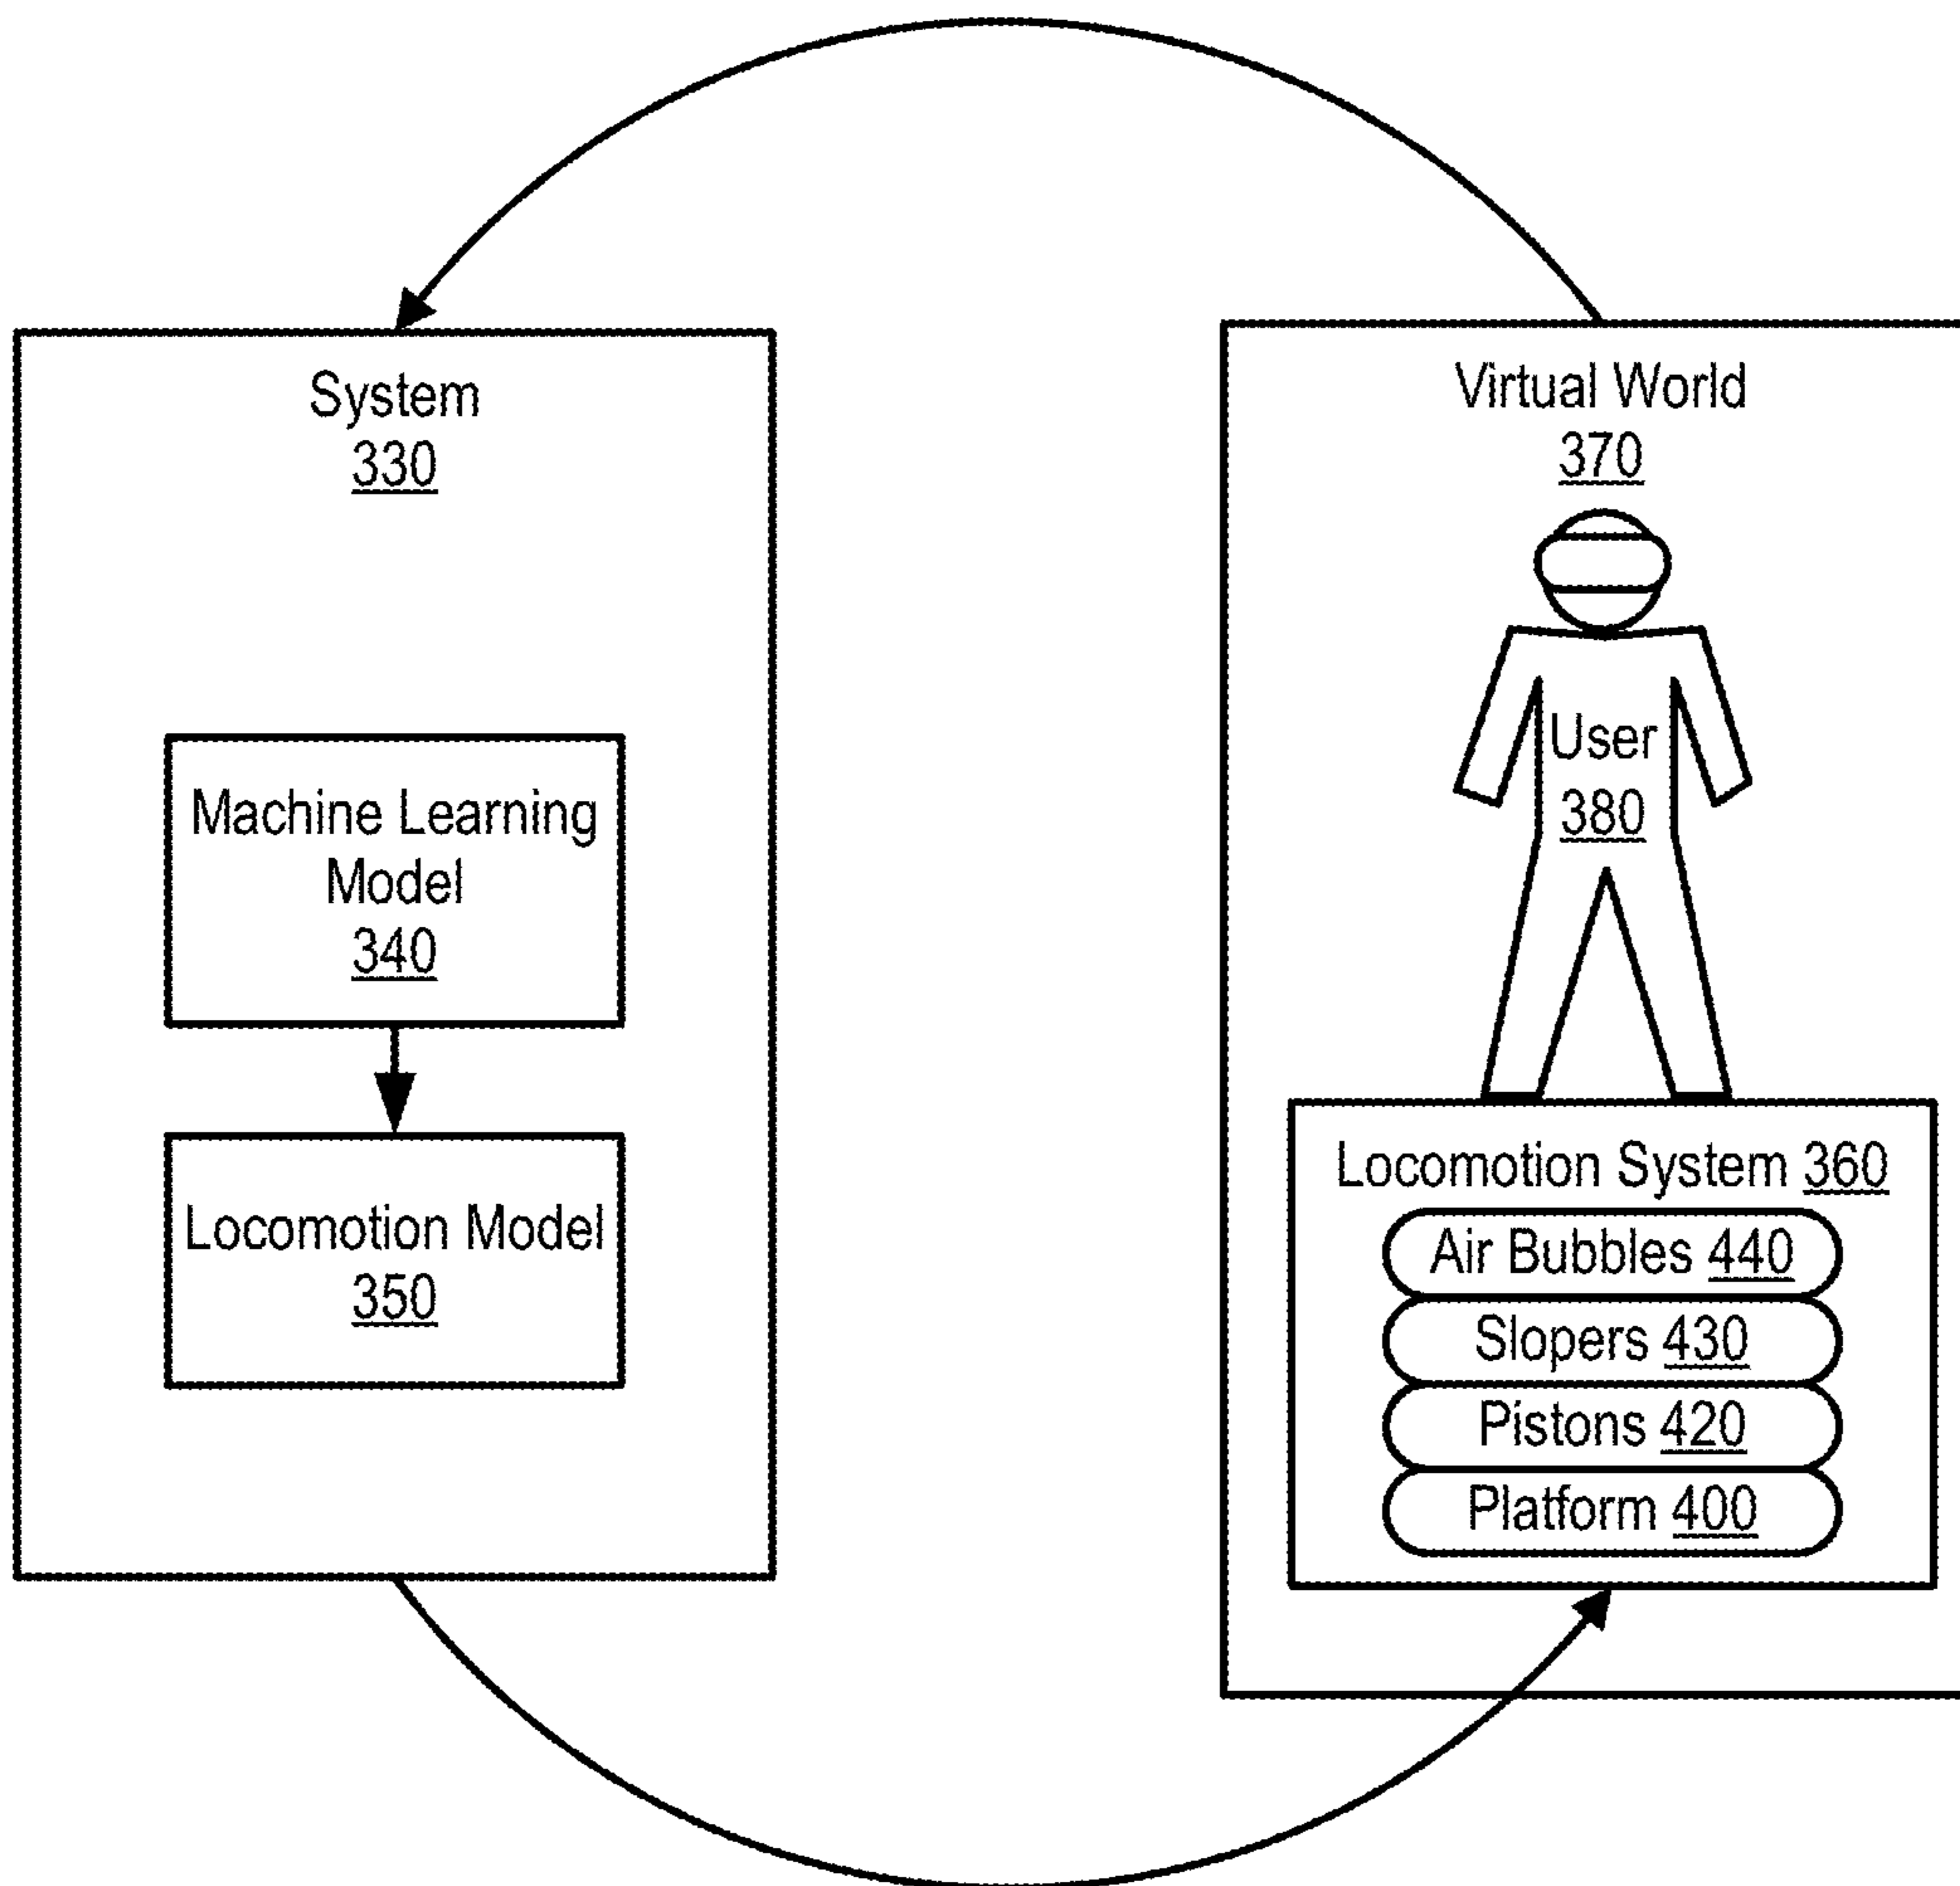 System
330
Machine Learning
Model
340
Locomotion Model
350
Virtual World
370
User
380
Locomotion System 360
Air Bubbles 440
Slopers 430
Pistons 420
Platform 400